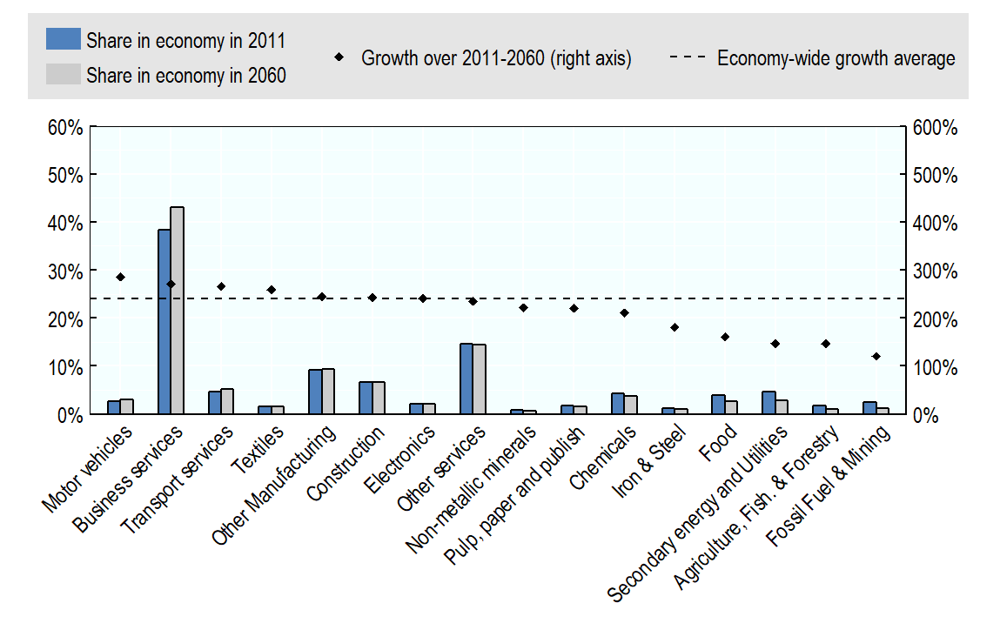 Share in economy in 2011
Share in economy in 2060
Growth over 2011-2060 (right axis)
Economy-wide growth average
60%
50%
40%
30%
20%
10%
0%
600%
500%
400%
300%
200%
100%
0%
Motor vehicles
Business services
Transport services
Textiles
Other Manufacturing
Construction
Electronics
Other services
Non-metallic minerals
Pulp, paper and publish
Chemicals
Iron & Steel
Food
Secondary energy and Utilities
Agriculture, Fish. & Forestry
Fossil Fuel & Mining